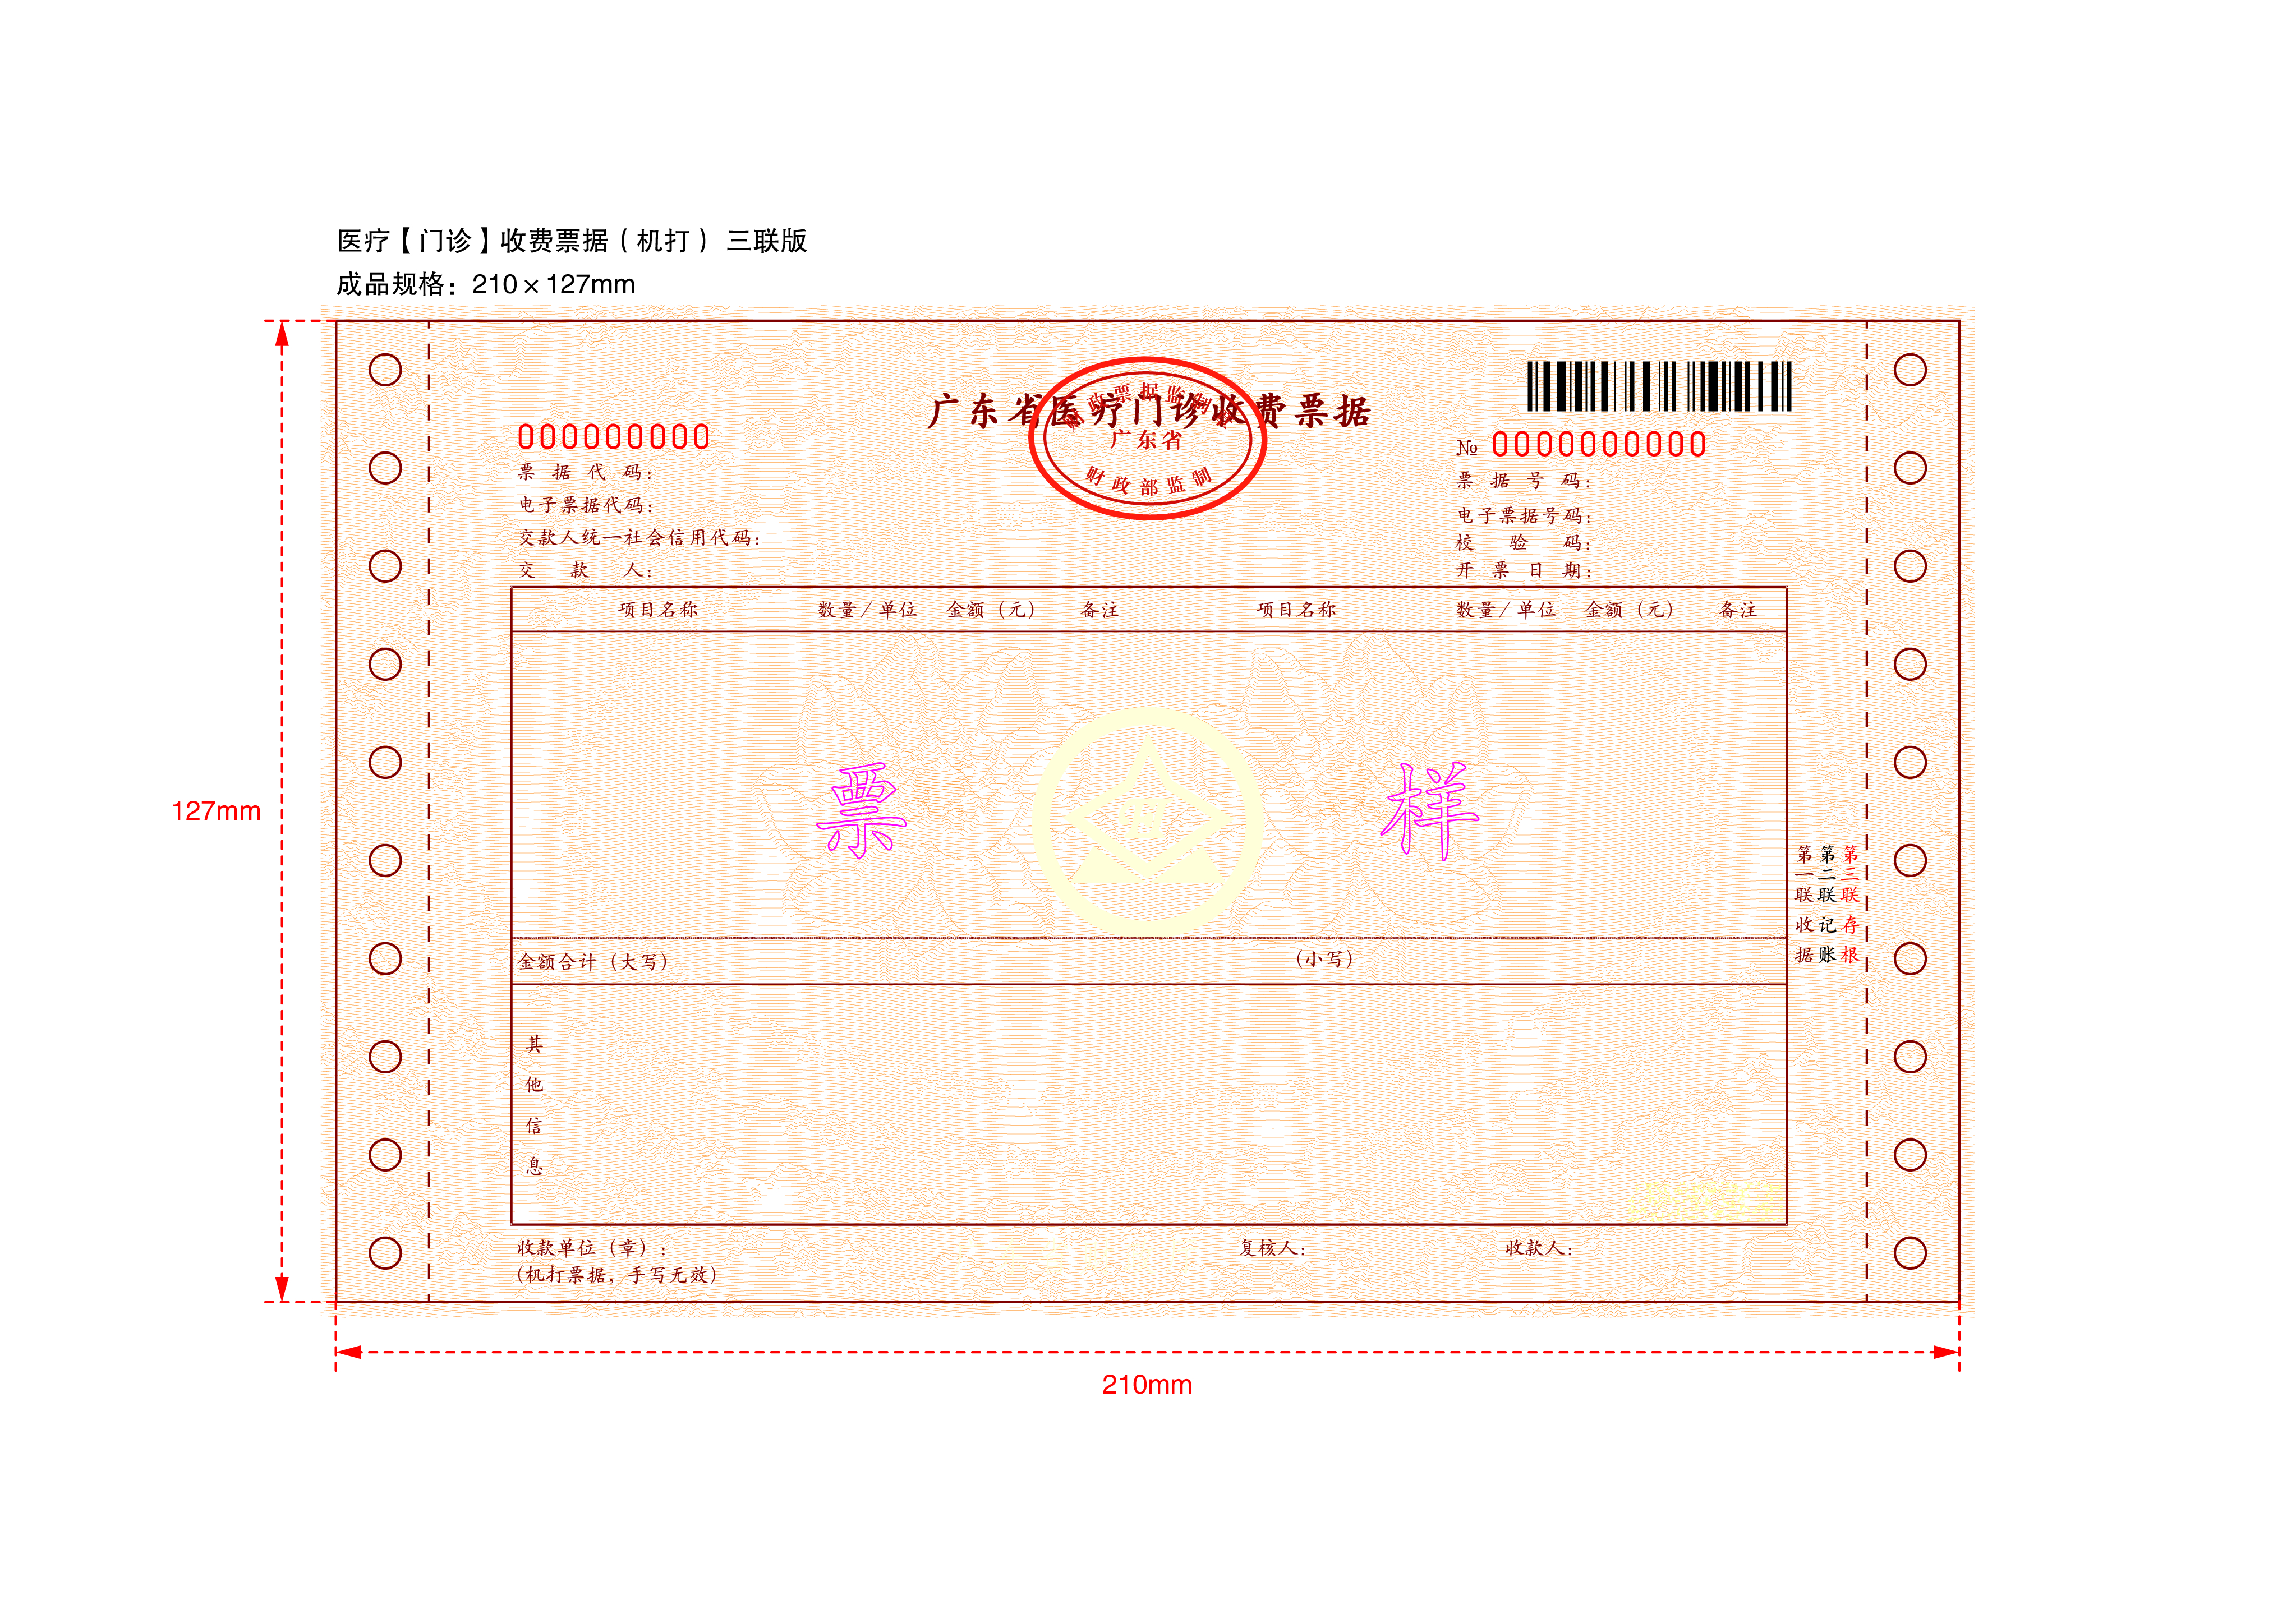 医疗【门诊】收费票据（机打） 三联版
成品规格：210×127mm
广东省医疗门诊收费票据
财政票据监制章
广东省
财政部监制
000000000
№ 0000000000
票据代码：
票据号码：
电子票据代码：
电子票据号码：
交款人统一社会信用代码：
校验码：
交款人：
开票日期：
项目名称 数量／单位 金额（元） 备注 项目名称 数量／单位 金额（元） 备注
票样
127mm
第一联 收据
第二联 记账
第三联 存根
金额合计（大写） （小写）
其他信息
收款单位（章）： 复核人： 收款人：
（机打票据，手写无效）
210mm